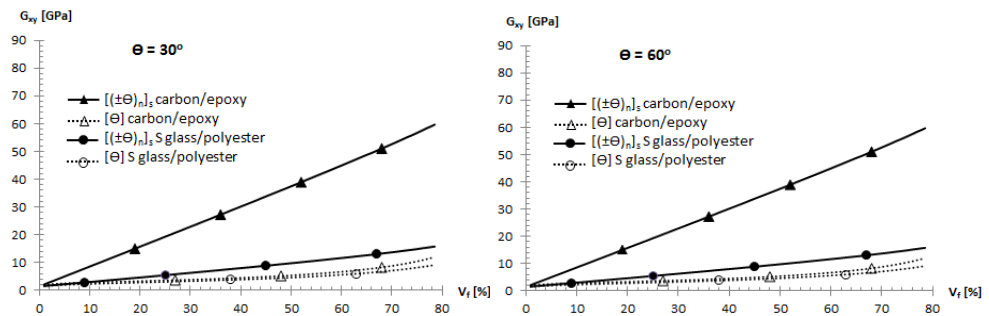 Gxy [GPa]
90
80
70
60
50
40
30
20
10
0
0 10 20 30 40 50 60 70 80
Vf [%]
Ɵ = 30º
[(±Ɵ)n]s carbon/epoxy
[Ɵ] carbon/epoxy
[(±Ɵ)n]s S glass/polyester
[Ɵ] S glass/polyester
Gxy [GPa]
90
80
70
60
50
40
30
20
10
0
0 10 20 30 40 50 60 70 80
Vf [%]
Ɵ = 60º
[(±Ɵ)n]s carbon/epoxy
[Ɵ] carbon/epoxy
[(±Ɵ)n]s S glass/polyester
[Ɵ] S glass/polyester